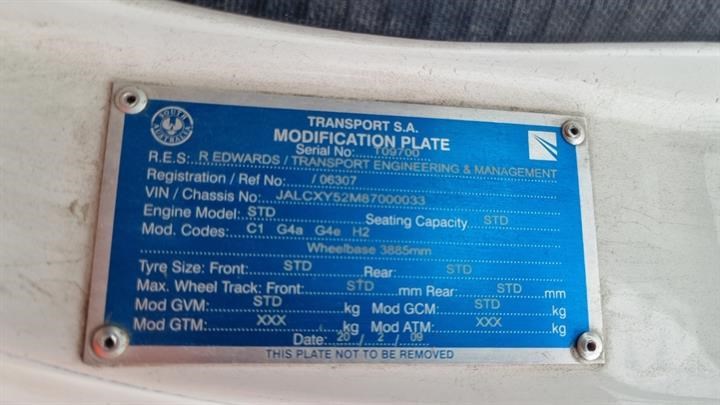 SOUTH AUSTRALIA
TRANSPORT S.A.
MODIFICATION PLATE
Serial No: T09700
R.E.S: R EDWARDS / TRANSPORT ENGINEERING & MANAGEMENT
Registration / Ref No: / 06307
VIN / Chassis No: JALCXY52M87000033
Engine Model: STD Seating Capacity STD
Mod. Codes: C1 G4a G4e H2
Wheelbase 3885mm
Tyre Size: Front: STD Rear: STD
Max. Wheel Track: Front: STD mm Rear: STD mm
Mod GVM: STD kg Mod GCM: STD kg
Mod GTM: XXX kg Mod ATM: XXX kg
Date: 20 / 2 / 09
THIS PLATE NOT TO BE REMOVED